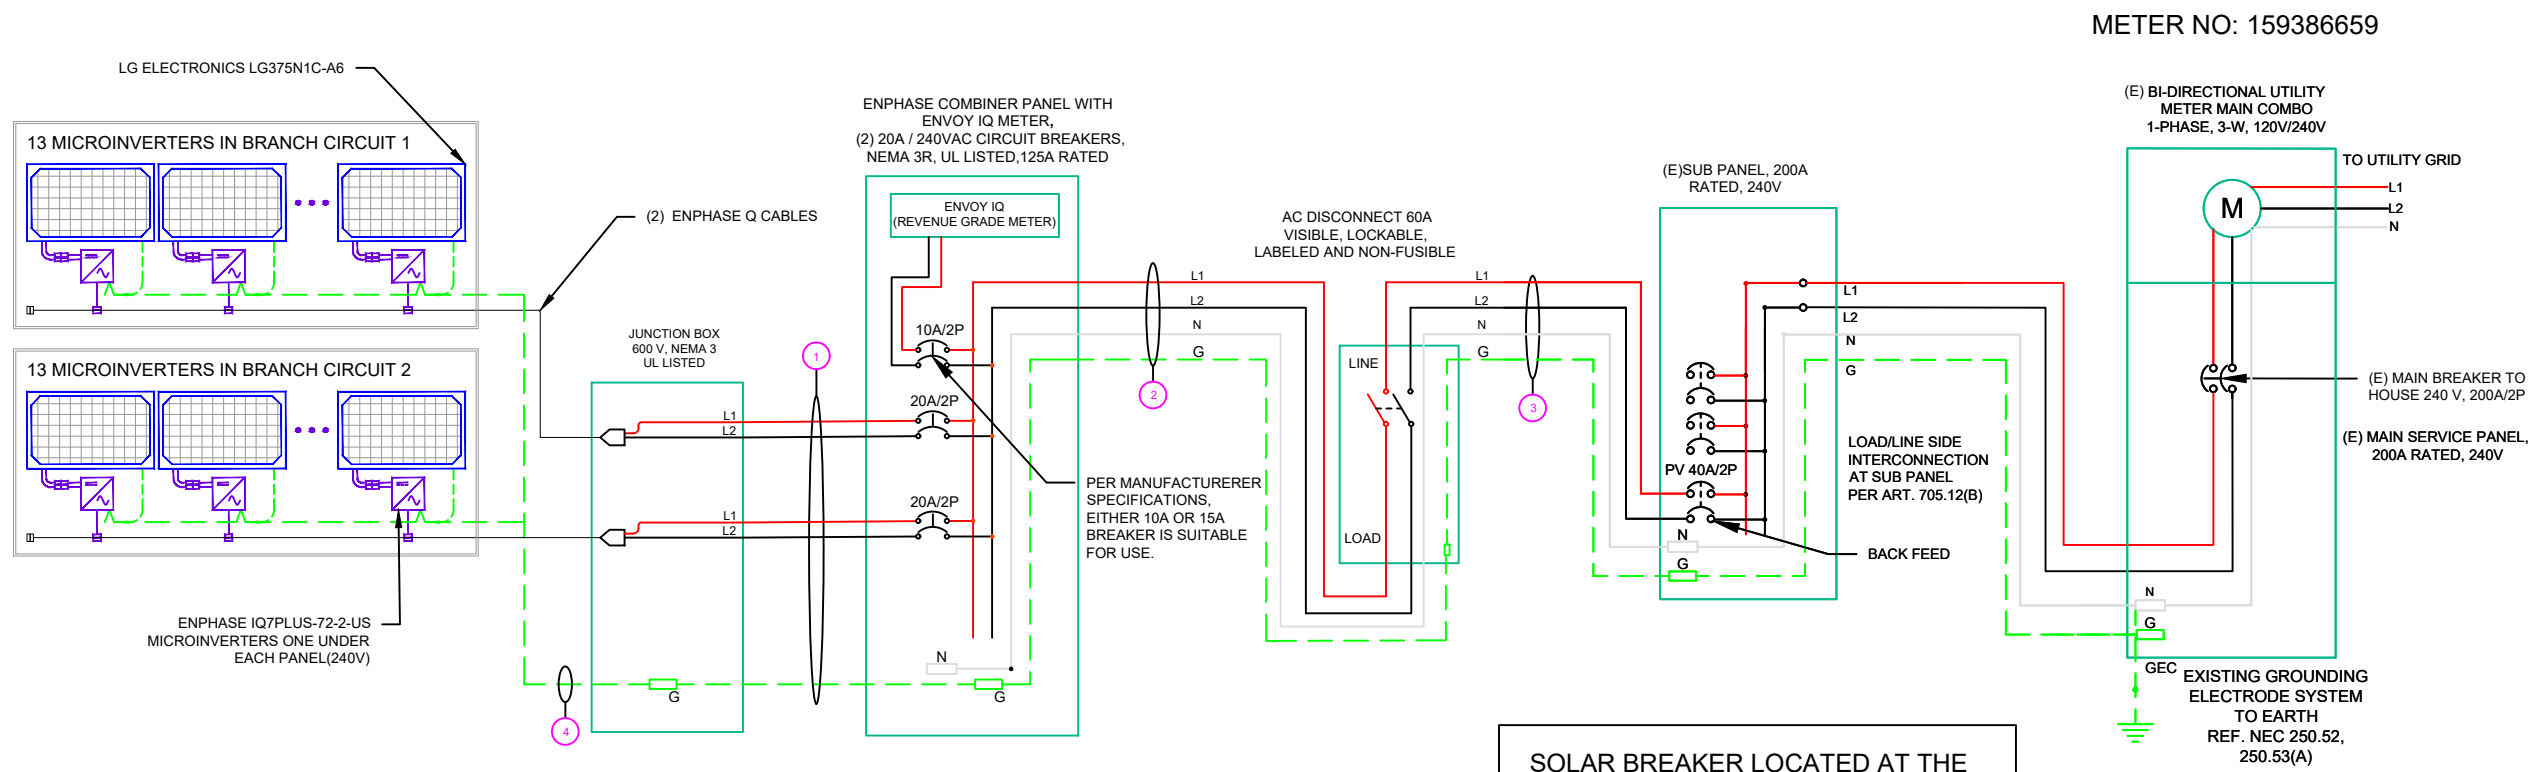 METER NO: 159386659
LG ELECTRONICS LG375N1C-A6
13 MICROINVERTERS IN BRANCH CIRCUIT 1
13 MICROINVERTERS IN BRANCH CIRCUIT 2
ENPHASE IQ7PLUS-72-2-US
MICROINVERTERS ONE UNDER
EACH PANEL(240V)
(2) ENPHASE Q CABLES
JUNCTION BOX
600 V, NEMA 3
UL LISTED
L1
L2
L1
L2
G
4
1
ENPHASE COMBINER PANEL WITH
ENVOY IQ METER,
(2) 20A / 240VAC CIRCUIT BREAKERS,
NEMA 3R, UL LISTED,125A RATED
ENVOY IQ
(REVENUE GRADE METER)
10A/2P
20A/2P
20A/2P
N
G
PER MANUFACTURERER
SPECIFICATIONS,
EITHER 10A OR 15A
BREAKER IS SUITABLE
FOR USE.
L1
L2
N
G
2
AC DISCONNECT 60A
VISIBLE, LOCKABLE,
LABELED AND NON-FUSIBLE
LINE
LOAD
L1
L2
N
G
3
(E)SUB PANEL, 200A
RATED, 240V
PV 40A/2P
N
G
BACK FEED
L1
L2
N
G
LOAD/LINE SIDE
INTERCONNECTION
AT SUB PANEL
PER ART. 705.12(B)
(E) BI-DIRECTIONAL UTILITY
METER MAIN COMBO
1-PHASE, 3-W, 120V/240V
TO UTILITY GRID
L1
L2
N
M
(E) MAIN BREAKER TO
HOUSE 240 V, 200A/2P
(E) MAIN SERVICE PANEL,
200A RATED, 240V
N
G
GEC
EXISTING GROUNDING
ELECTRODE SYSTEM
TO EARTH
REF. NEC 250.52,
250.53(A)
SOLAR BREAKER LOCATED AT THE